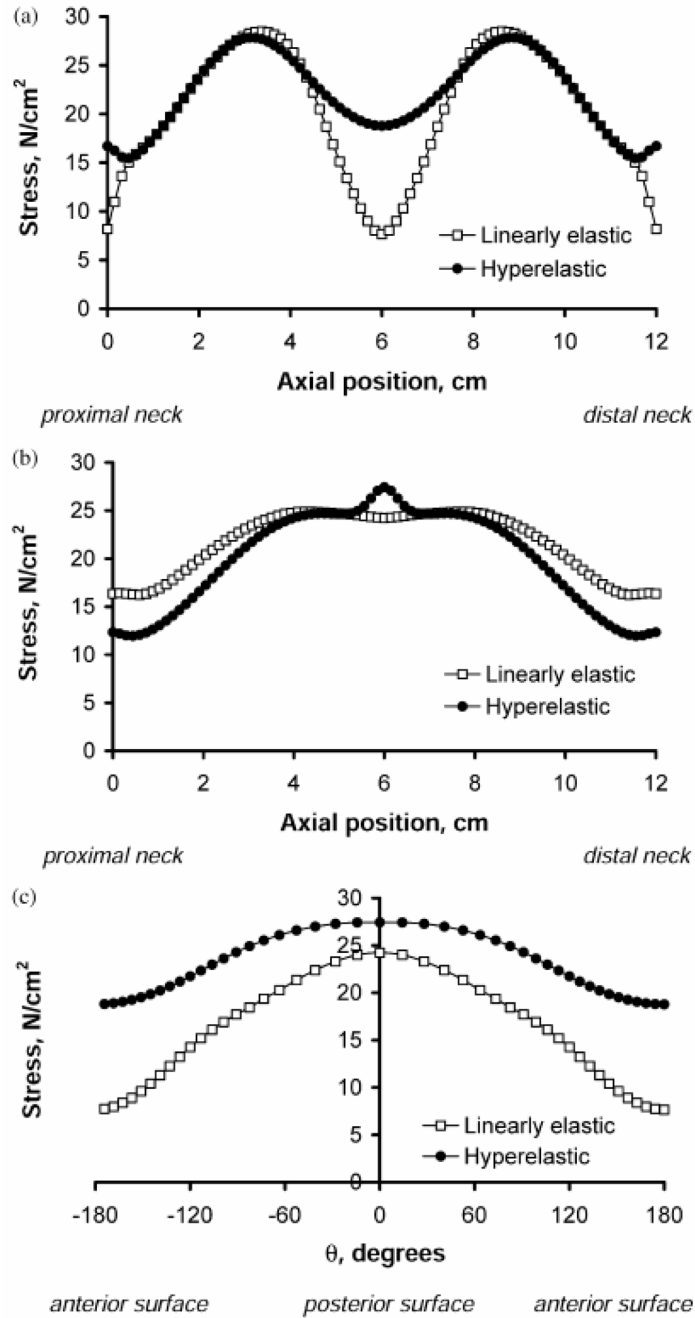 (a)
30
25
20
15
10
5
0
Stress, N/cm²
Linearly elastic
Hyperelastic
0 2 4 6 8 10 12
Axial position, cm
proximal neck distal neck
(b)
30
25
20
15
10
5
0
Stress, N/cm²
Linearly elastic
Hyperelastic
0 2 4 6 8 10 12
Axial position, cm
proximal neck distal neck
(c)
30
25
20
15
10
5
0
Stress, N/cm²
Linearly elastic
Hyperelastic
-180 -120 -60 0 60 120 180
θ, degrees
anterior surface posterior surface anterior surface